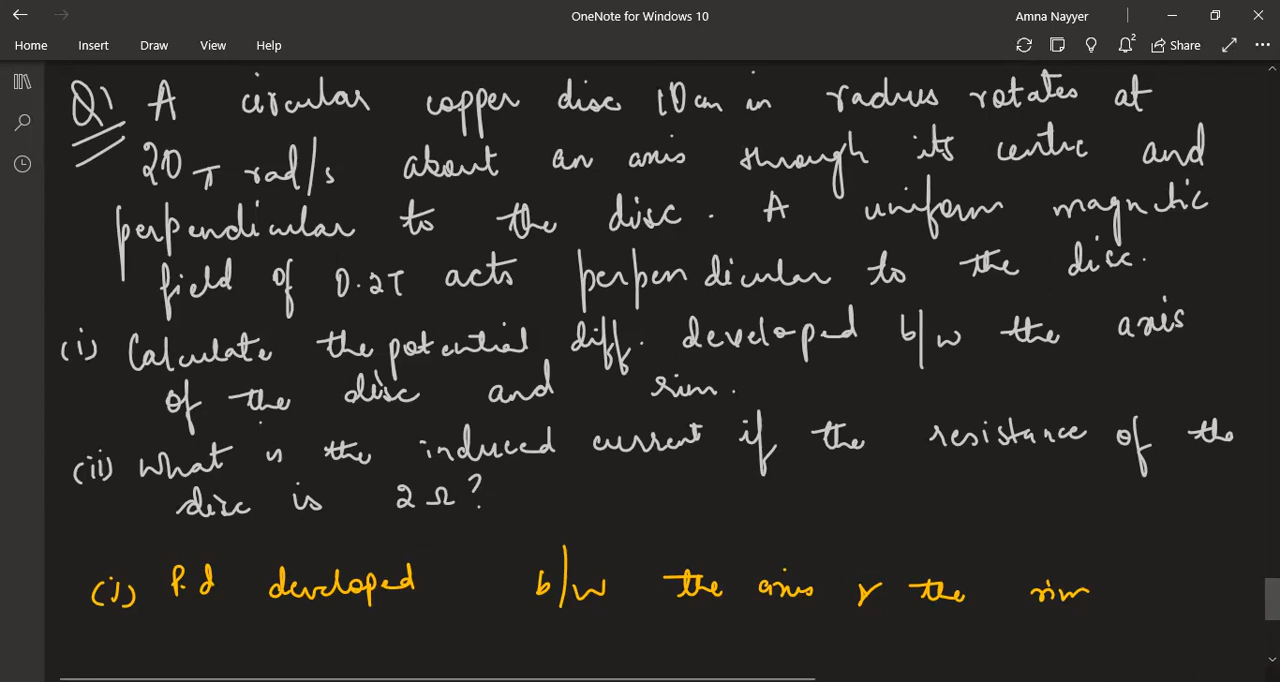 OneNote for Windows 10
Amna Nayyer
Home Insert Draw View Help
2 Share
Q1 A circular copper disc 10 cm in radius rotates at
20 π rad/s about an axis through its centre and
perpendicular to the disc. A uniform magnetic
field of 0.2T acts perpendicular to the disc.
(i) Calculate the potential diff. developed b/w the axis
of the disc and rim.
(ii) What is the induced current if the resistance of the
disc is 2 Ω?
(i) P.d developed b/w the axis & the rim